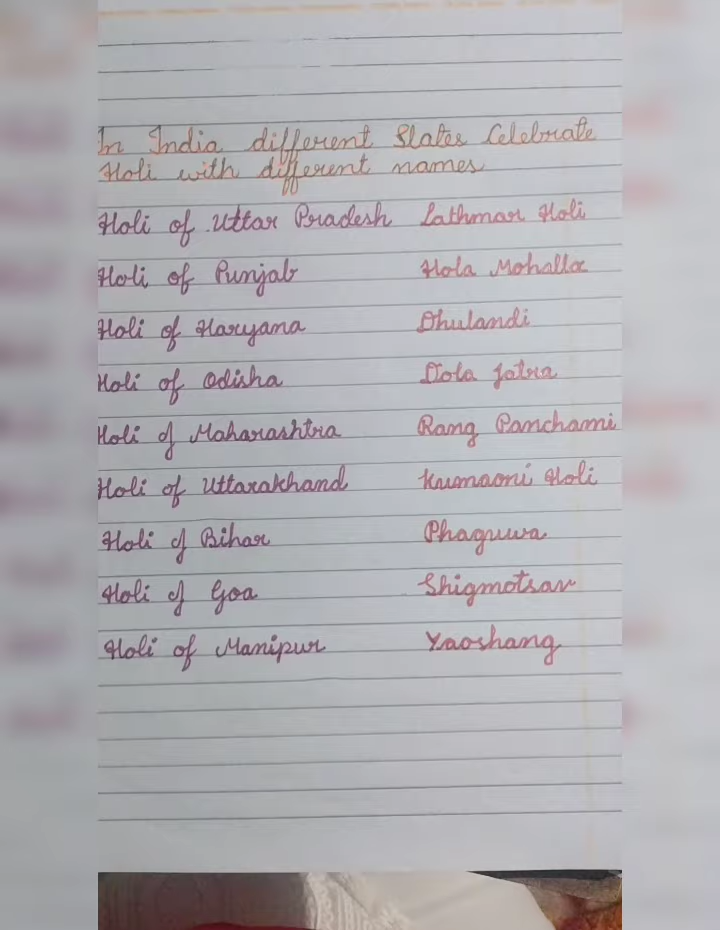 In India different States Celebrate
Holi with different names
Holi of Uttar Pradesh Lathmar Holi
Holi of Punjab Hola Mohalla
Holi of Haryana Dhulandi
Holi of Odisha Dola Jatra
Holi of Maharashtra Rang Panchami
Holi of Uttarakhand Kumaoni Holi
Holi of Bihar Phaguwa
Holi of Goa Shigmotsav
Holi of Manipur Yaoshang